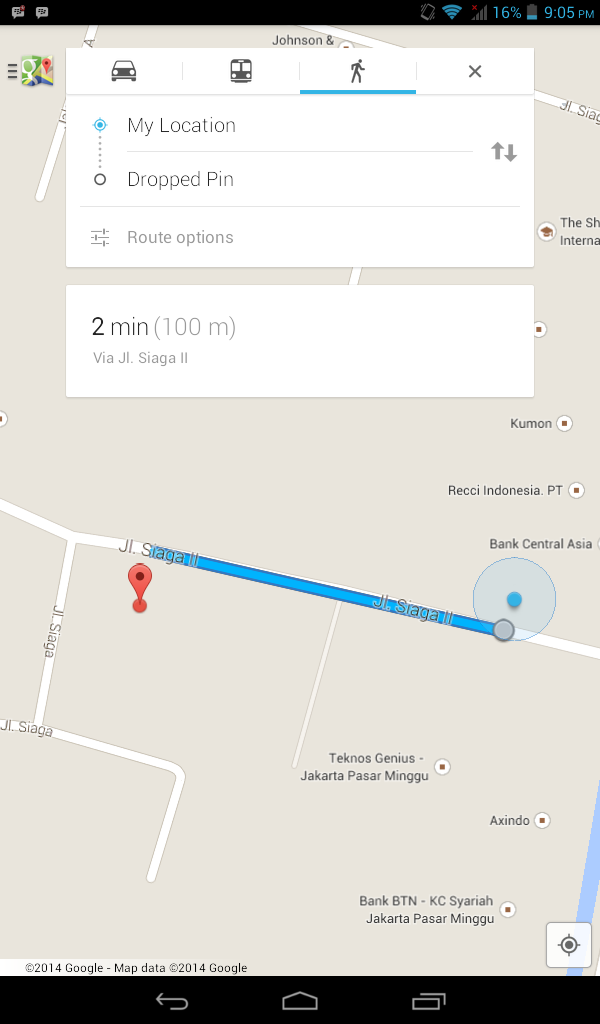 16% 9:05 PM
Johnson &
Jl. Siag
My Location
Dropped Pin
The Sh
Interna
Route options
2 min (100 m)
Via Jl. Siaga II
Kumon
Recci Indonesia. PT
Bank Central Asia
Jl. Siaga II
Jl. Siaga II
Jl. Siaga
Jl. Siaga
Teknos Genius -
Jakarta Pasar Minggu
Axindo
Bank BTN - KC Syariah
Jakarta Pasar Minggu
©2014 Google - Map data ©2014 Google